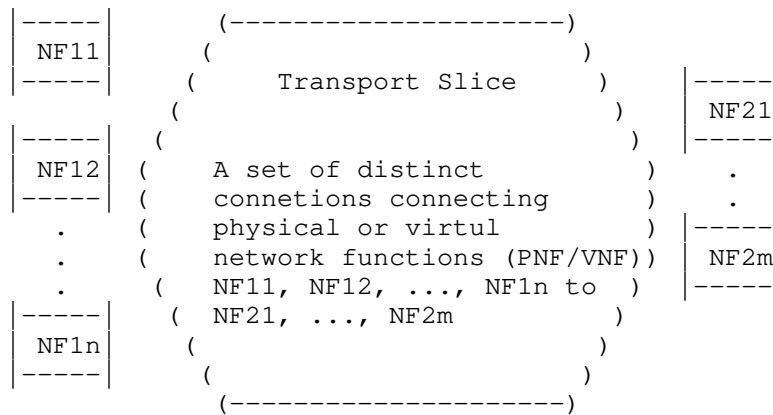 |-----| (---------------------)
| NF11| ( )
|-----| ( Transport Slice ) |-----
( ) | NF21
|-----| ( ) |-----
| NF12| ( A set of distinct ) .
|-----| ( connetions connecting ) .
. ( physical or virtul ) |-----
. ( network functions (PNF/VNF)) | NF2m
. ( NF11, NF12, ..., NF1n to ) |-----
|-----| ( NF21, ..., NF2m )
| NF1n| ( )
|-----| ( )
(---------------------)